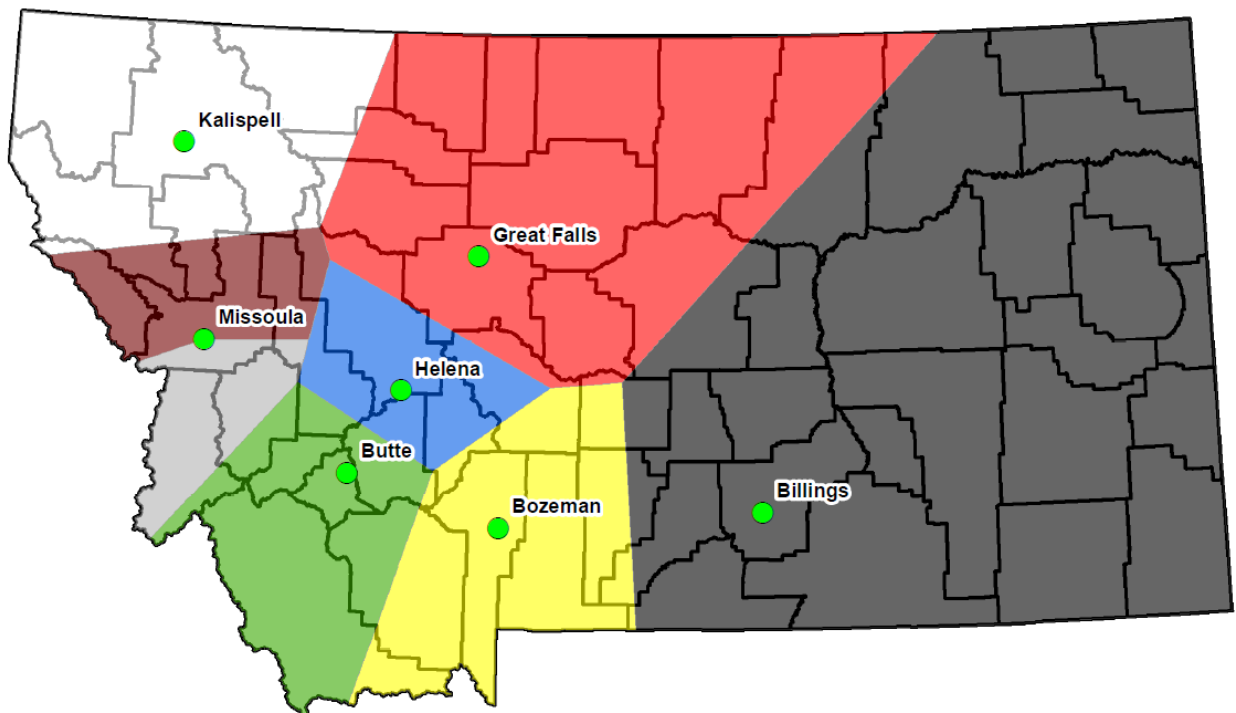 Kalispell
Great Falls
Missoula
Helena
Butte
Billings
Bozeman